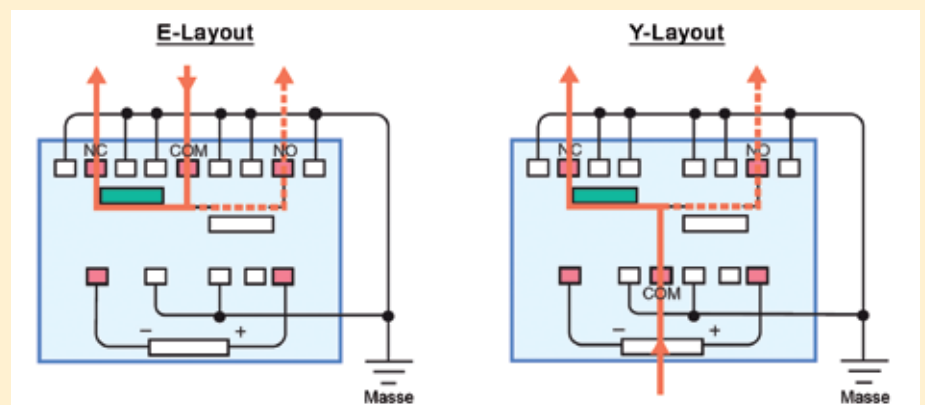 E-Layout
NC COM NO
− +
Masse
Y-Layout
NC NO
COM
− +
Masse